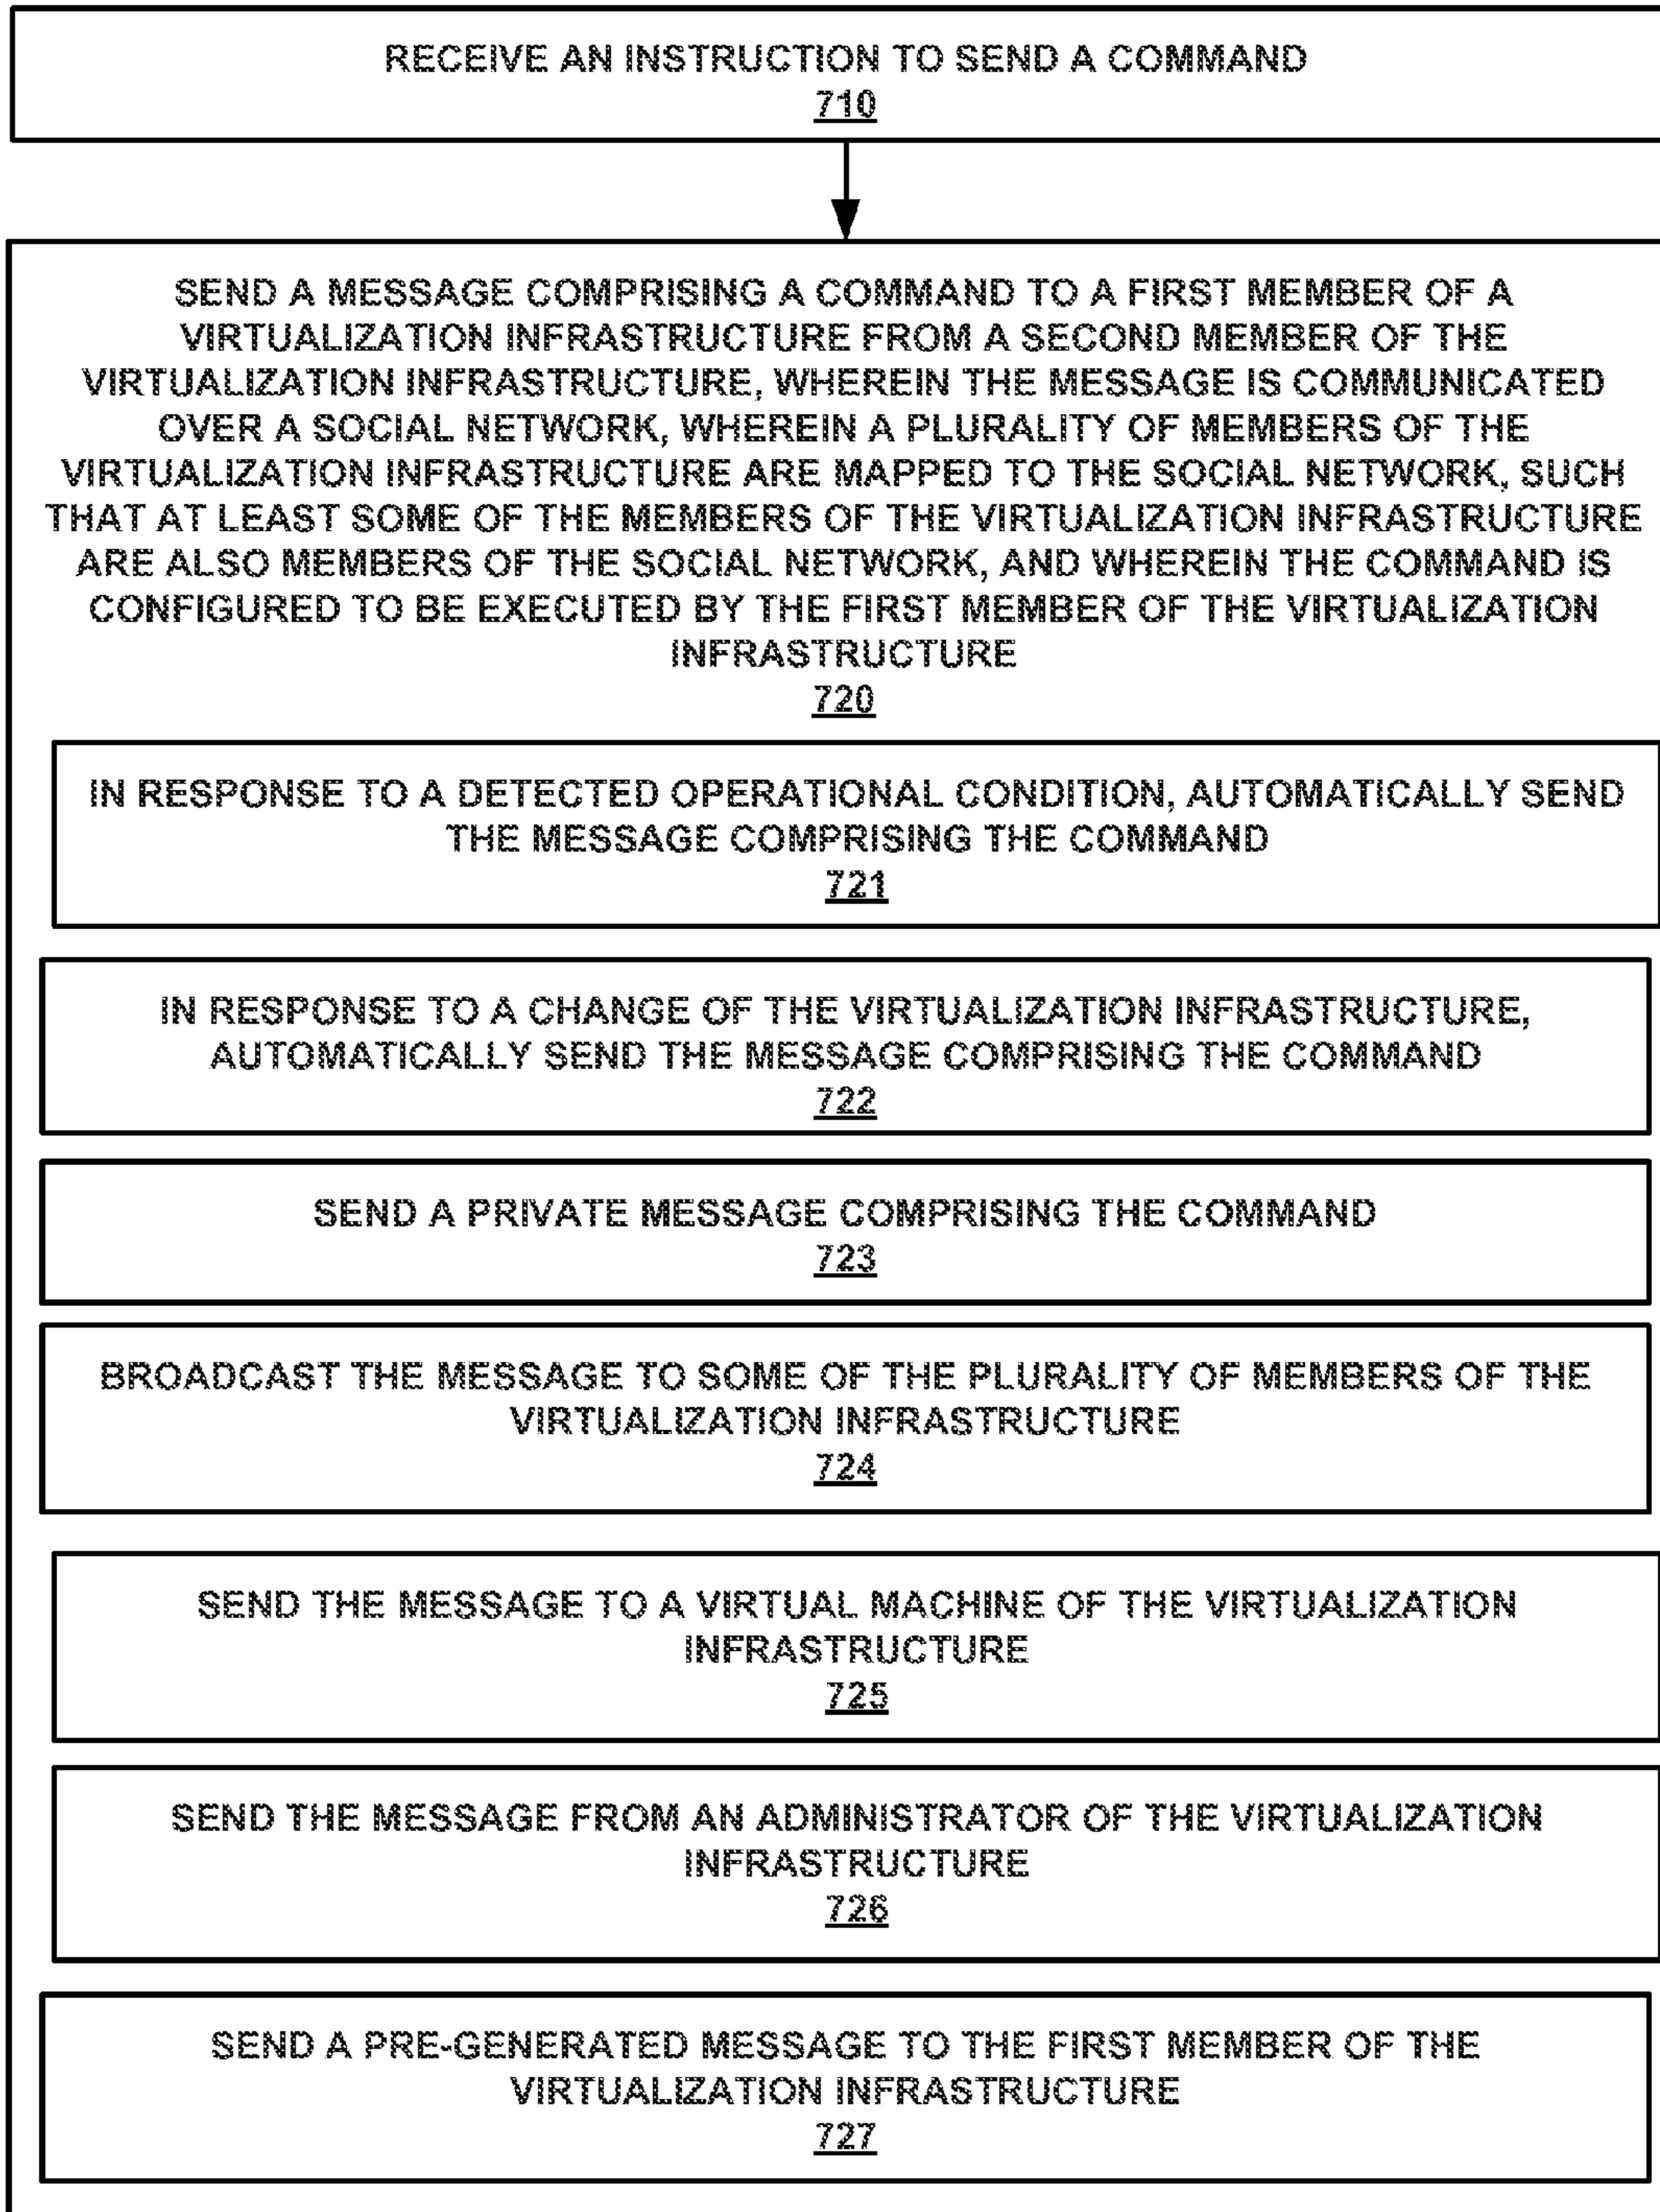 RECEIVE AN INSTRUCTION TO SEND A COMMAND
710
SEND A MESSAGE COMPRISING A COMMAND TO A FIRST MEMBER OF A
VIRTUALIZATION INFRASTRUCTURE FROM A SECOND MEMBER OF THE
VIRTUALIZATION INFRASTRUCTURE, WHEREIN THE MESSAGE IS COMMUNICATED
OVER A SOCIAL NETWORK, WHEREIN A PLURALITY OF MEMBERS OF THE
VIRTUALIZATION INFRASTRUCTURE ARE MAPPED TO THE SOCIAL NETWORK, SUCH
THAT AT LEAST SOME OF THE MEMBERS OF THE VIRTUALIZATION INFRASTRUCTURE
ARE ALSO MEMBERS OF THE SOCIAL NETWORK, AND WHEREIN THE COMMAND IS
CONFIGURED TO BE EXECUTED BY THE FIRST MEMBER OF THE VIRTUALIZATION
INFRASTRUCTURE
720
IN RESPONSE TO A DETECTED OPERATIONAL CONDITION, AUTOMATICALLY SEND
THE MESSAGE COMPRISING THE COMMAND
721
IN RESPONSE TO A CHANGE OF THE VIRTUALIZATION INFRASTRUCTURE,
AUTOMATICALLY SEND THE MESSAGE COMPRISING THE COMMAND
722
SEND A PRIVATE MESSAGE COMPRISING THE COMMAND
723
BROADCAST THE MESSAGE TO SOME OF THE PLURALITY OF MEMBERS OF THE
VIRTUALIZATION INFRASTRUCTURE
724
SEND THE MESSAGE TO A VIRTUAL MACHINE OF THE VIRTUALIZATION
INFRASTRUCTURE
725
SEND THE MESSAGE FROM AN ADMINISTRATOR OF THE VIRTUALIZATION
INFRASTRUCTURE
726
SEND A PRE-GENERATED MESSAGE TO THE FIRST MEMBER OF THE
VIRTUALIZATION INFRASTRUCTURE
727